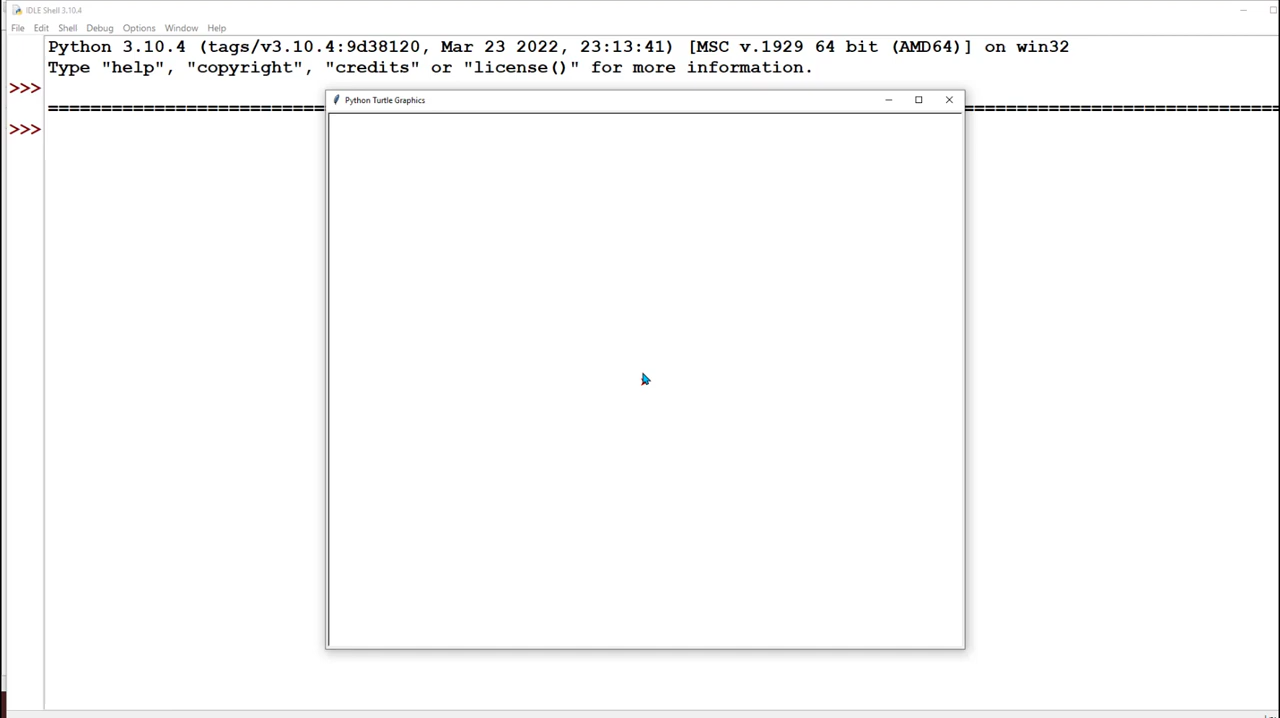 IDLE Shell 3.10.4
File Edit Shell Debug Options Window Help
Python 3.10.4 (tags/v3.10.4:9d38120, Mar 23 2022, 23:13:41) [MSC v.1929 64 bit (AMD64)] on win32
Type "help", "copyright", "credits" or "license()" for more information.
>>>
Python Turtle Graphics
>>>